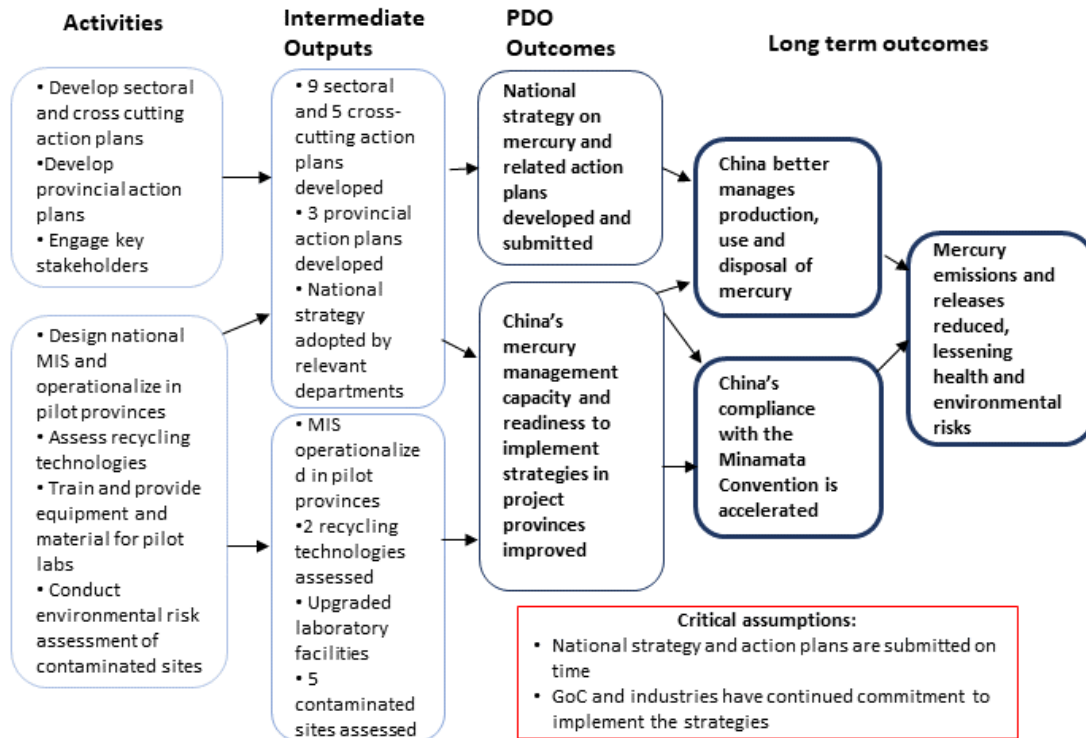 Activities
Intermediate
Outputs
PDO
Outcomes
Long term outcomes
• Develop sectoral
and cross cutting
action plans
•Develop
provincial action
plans
• Engage key
stakeholders
• Design national
MIS and
operationalize in
pilot provinces
• Assess recycling
technologies
• Train and provide
equipment and
material for pilot
labs
• Conduct
environmental risk
assessment of
contaminated sites
• 9 sectoral
and 5 cross-
cutting action
plans
developed
• 3 provincial
action plans
developed
• National
strategy
adopted by
relevant
departments
• MIS
operationalize
d in pilot
provinces
•2 recycling
technologies
assessed
• Upgraded
laboratory
facilities
• 5
contaminated
sites assessed
National
strategy on
mercury and
related action
plans
developed and
submitted
China’s
mercury
management
capacity and
readiness to
implement
strategies in
project
provinces
improved
China better
manages
production,
use and
disposal of
mercury
China’s
compliance
with the
Minamata
Convention is
accelerated
Mercury
emissions and
releases
reduced,
lessening
health and
environmental
risks
Critical assumptions:
• National strategy and action plans are submitted on
time
• GoC and industries have continued commitment to
implement the strategies